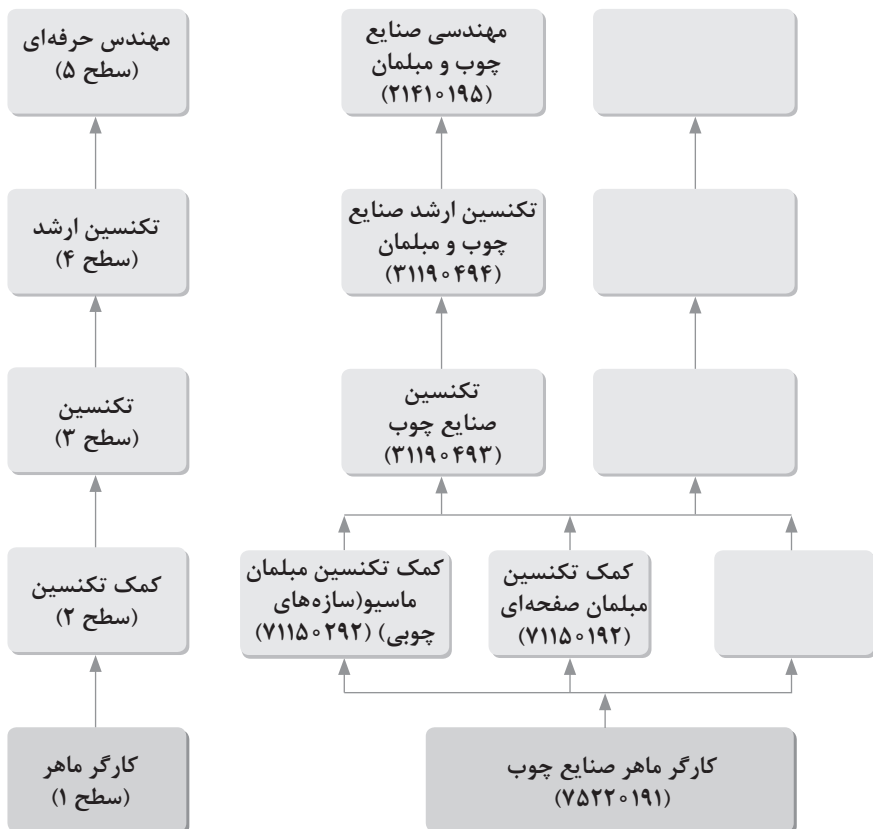 مهندسی صنایع
چوب و مبلمان
(۲۱۴۱۰۱۹۵)
مهندس حرفه‌ای
(سطح ۵)
تکنسین ارشد صنایع
چوب و مبلمان
(۳۱۱۹۰۴۹۴)
تکنسین ارشد
(سطح ۴)
تکنسین
صنایع چوب
(۳۱۱۹۰۴۹۳)
تکنسین
(سطح ۳)
کمک تکنسین
مبلمان صفحه‌ای
(۷۱۱۵۰۱۹۲)
کمک تکنسین مبلمان
ماسیو(سازه‌های
چوبی) (۷۱۱۵۰۲۹۲)
کمک تکنسین
(سطح ۲)
کارگر ماهر صنایع چوب
(۷۵۲۲۰۱۹۱)
کارگر ماهر
(سطح ۱)